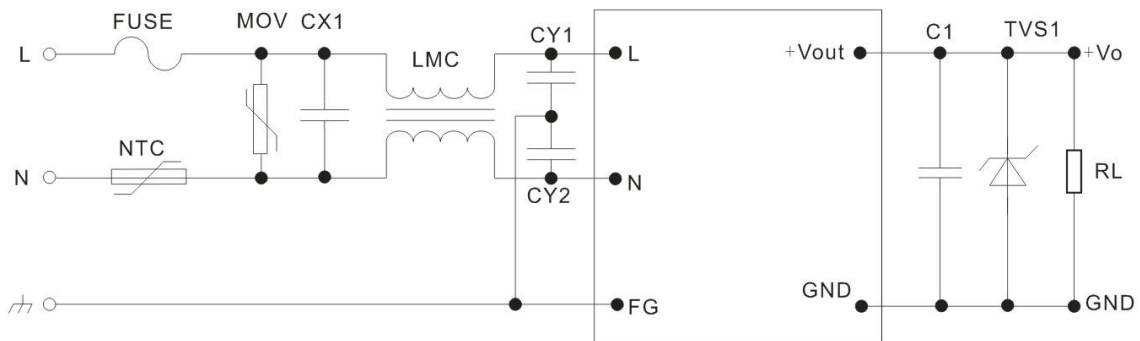 FUSE
MOV
CX1
LMC
CY1
L
L
+Vout
C1
TVS1
+Vo
NTC
N
CY2
N
RL
FG
GND
GND